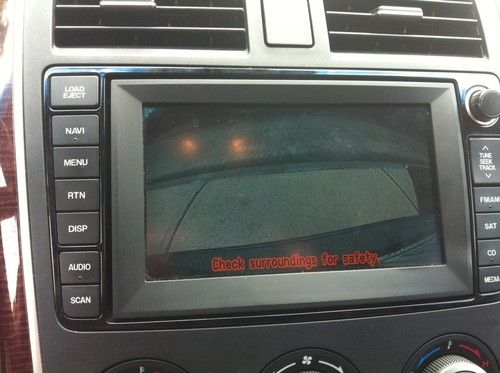 LOAD
EJECT
NAVI
MENU
RTN
DISP
AUDIO
SCAN
Check surroundings for safety.
TUNE
SEEK
TRACK
FM/AM
SAT
CD
MEDIA
H